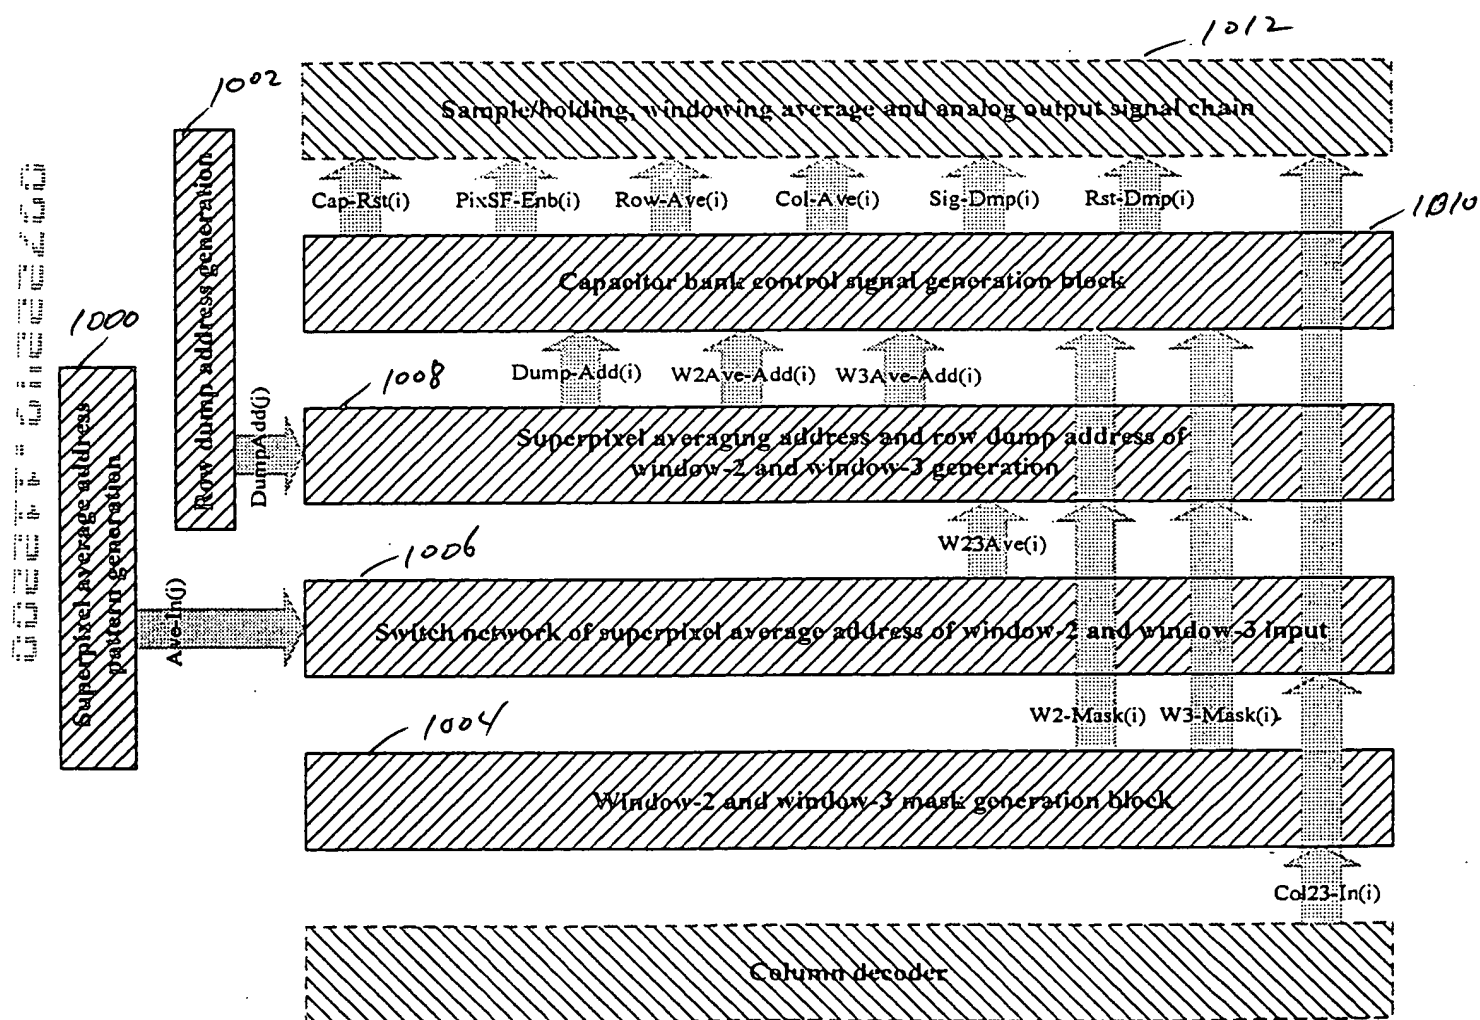 1012
1002
Sample/holding, windowing average and analog output signal chain
Row dump address generation
Cap-Rst(i) PixSF-Enb(i) Row-Ave(i) Col-Ave(i) Sig-Dmp(i) Rst-Dmp(i)
1010
Capacitor bank control signal generation block
1000
Superpixel average address
pattern generation
Dump-Add(i) W2Ave-Add(i) W3Ave-Add(i)
1008
DumpAdd(j)
Superpixel averaging address and row dump address of
window-2 and window-3 generation
W23Ave(i)
1006
Ave-In(j)
Switch network of superpixel average address of window-2 and window-3 input
W2-Mask(i) W3-Mask(i)
1004
Window-2 and window-3 mask generation block
Col23-In(i)
Column decoder